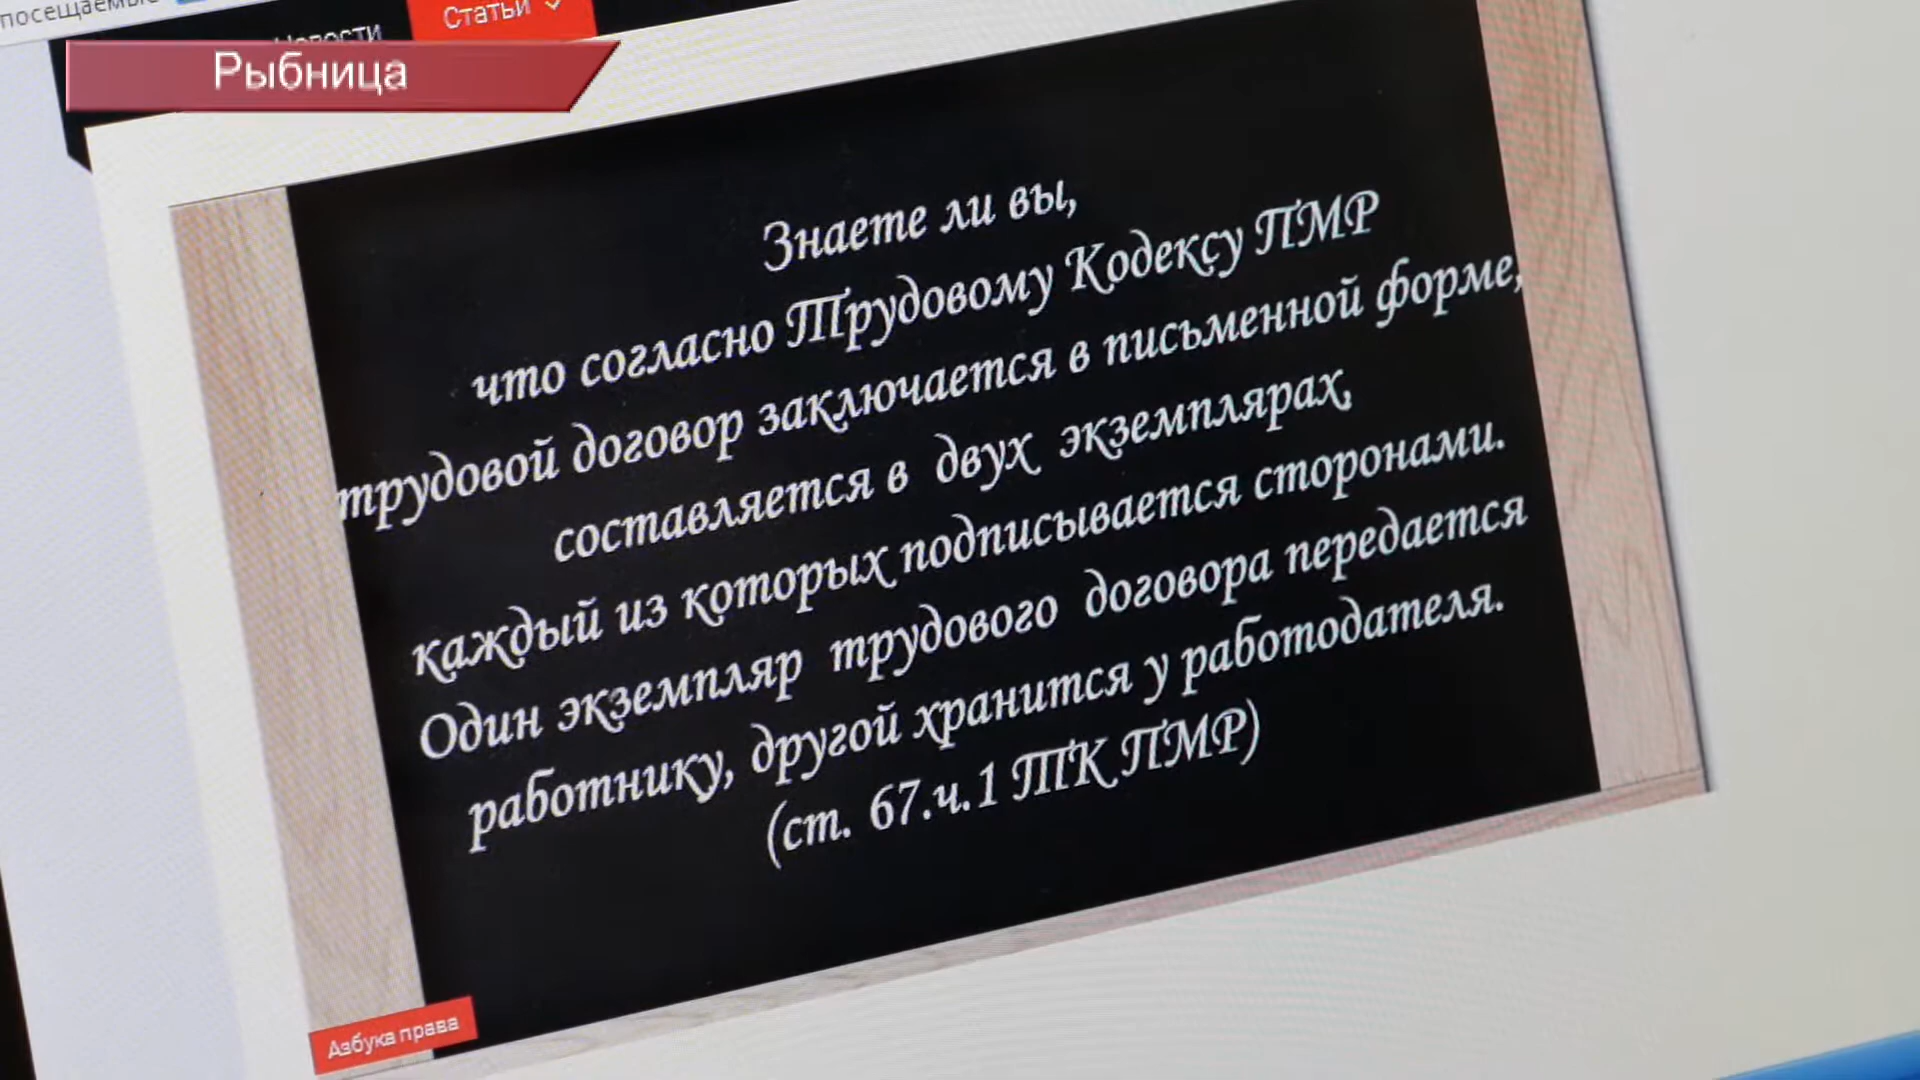 посещаемые
Новости
Статьи
Рыбница
Знаете ли вы,
что согласно Трудовому Кодексу ПМР
трудовой договор заключается в письменной форме,
составляется в двух экземплярах,
каждый из которых подписывается сторонами.
Один экземпляр трудового договора передается
работнику, другой хранится у работодателя.
(ст. 67.ч.1 ТК ПМР)
Азбука права